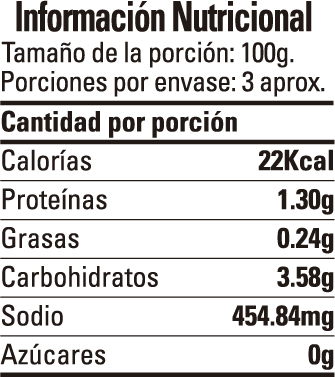 Información Nutricional
Tamaño de la porción: 100g.
Porciones por envase: 3 aprox.
Cantidad por porción
Calorías 22Kcal
Proteínas 1.30g
Grasas 0.24g
Carbohidratos 3.58g
Sodio 454.84mg
Azúcares 0g